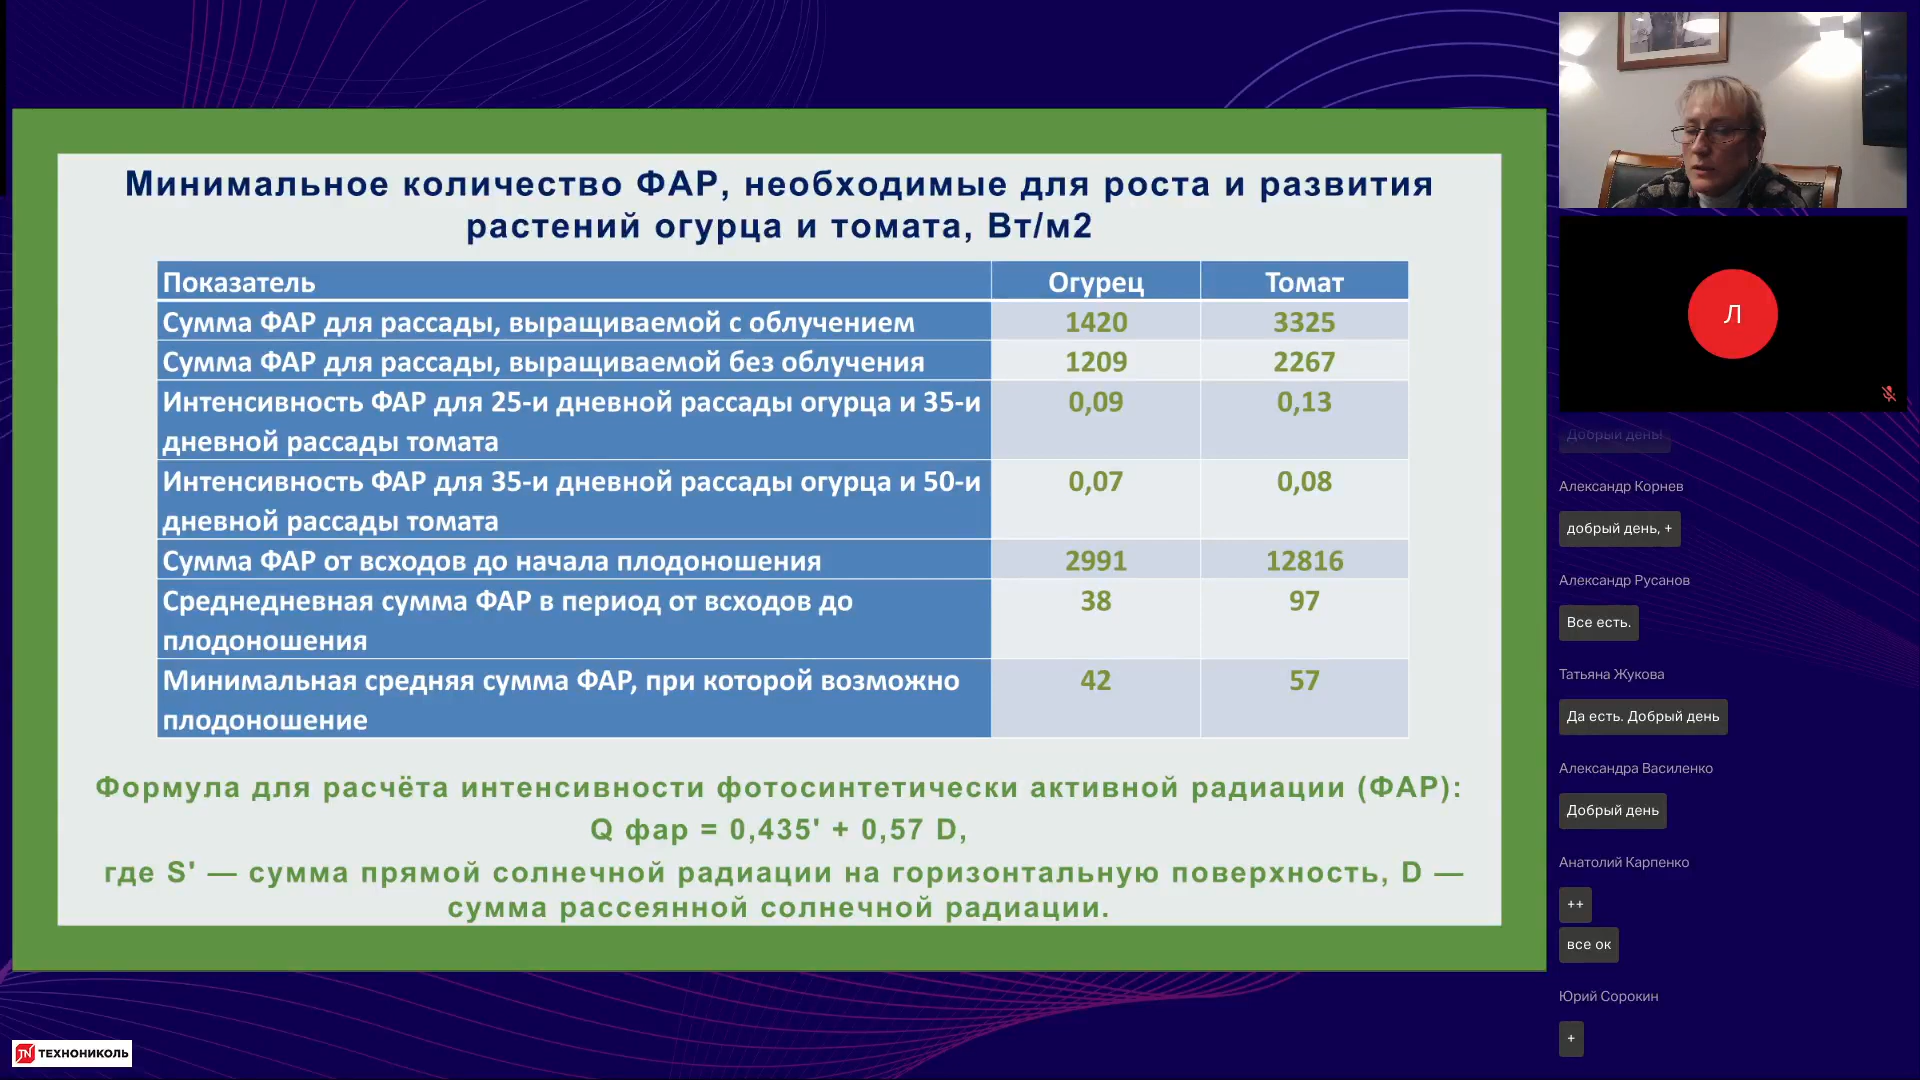 Минимальное количество ФАР, необходимые для роста и развития
растений огурца и томата, Вт/м2
Показатель Огурец Томат
Сумма ФАР для рассады, выращиваемой с облучением 1420 3325
Сумма ФАР для рассады, выращиваемой без облучения 1209 2267
Интенсивность ФАР для 25-и дневной рассады огурца и 35-и 0,09 0,13
дневной рассады томата
Интенсивность ФАР для 35-и дневной рассады огурца и 50-и 0,07 0,08
дневной рассады томата
Сумма ФАР от всходов до начала плодоношения 2991 12816
Среднедневная сумма ФАР в период от всходов до 38 97
плодоношения
Минимальная средняя сумма ФАР, при которой возможно 42 57
плодоношение
Формула для расчёта интенсивности фотосинтетически активной радиации (ФАР):
Q фар = 0,435' + 0,57 D,
где S' — сумма прямой солнечной радиации на горизонтальную поверхность, D —
сумма рассеянной солнечной радиации.
TN ТЕХНОНИКОЛЬ
Л
Добрый день!
Александр Корнев
добрый день, +
Александр Русанов
Все есть.
Татьяна Жукова
Да есть. Добрый день
Александра Василенко
Добрый день
Анатолий Карпенко
++
все ок
Юрий Сорокин
+